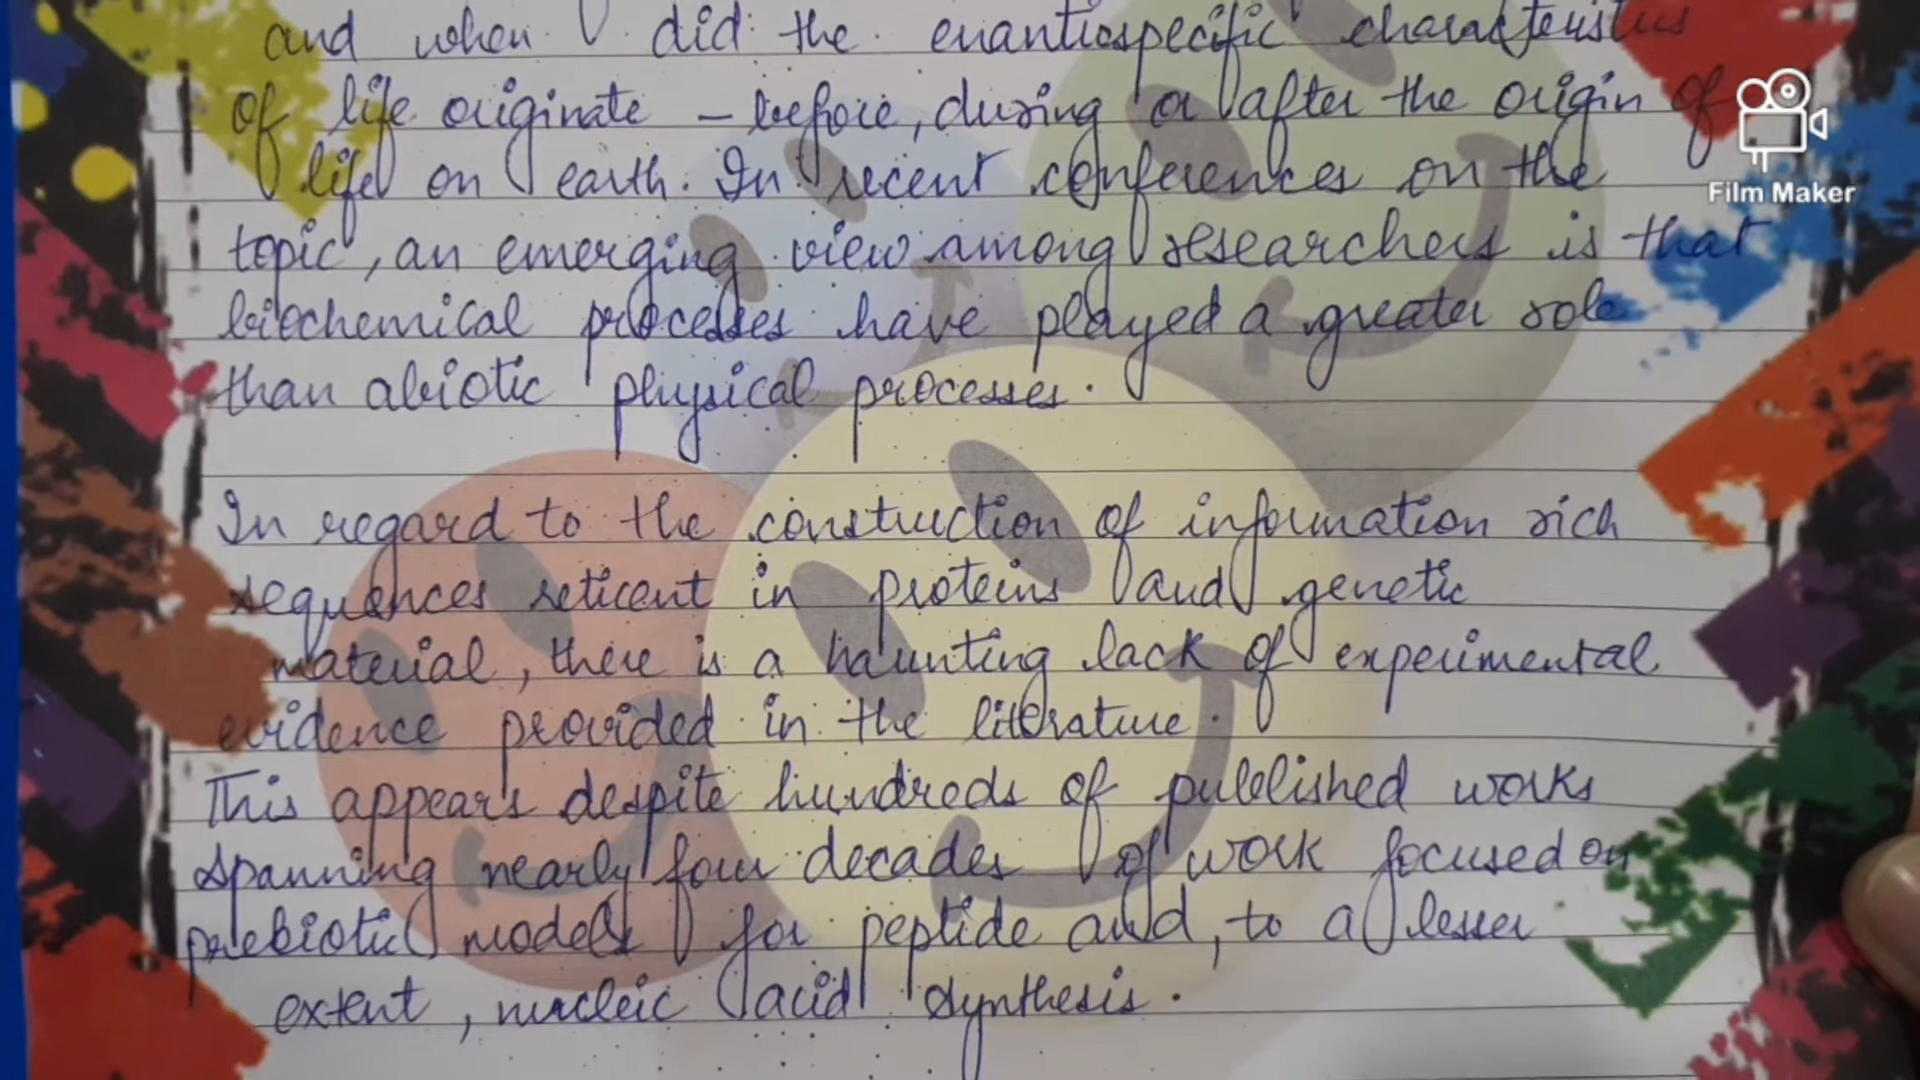 and when did the enantiospecific characteristics
of life originate – before, during or after the origin of
life on earth. In recent conferences on the
topic, an emerging view among researchers is that
biochemical processes have played a greater role
than abiotic physical processes.
In regard to the construction of information rich
sequences reticent in proteins and genetic
material, there is a haunting lack of experimental
evidence provided in the literature.
This appears despite hundreds of published works
spanning nearly four decades of work focused on
prebiotic models for peptide and, to a lesser
extent, nucleic acid synthesis.
Film Maker